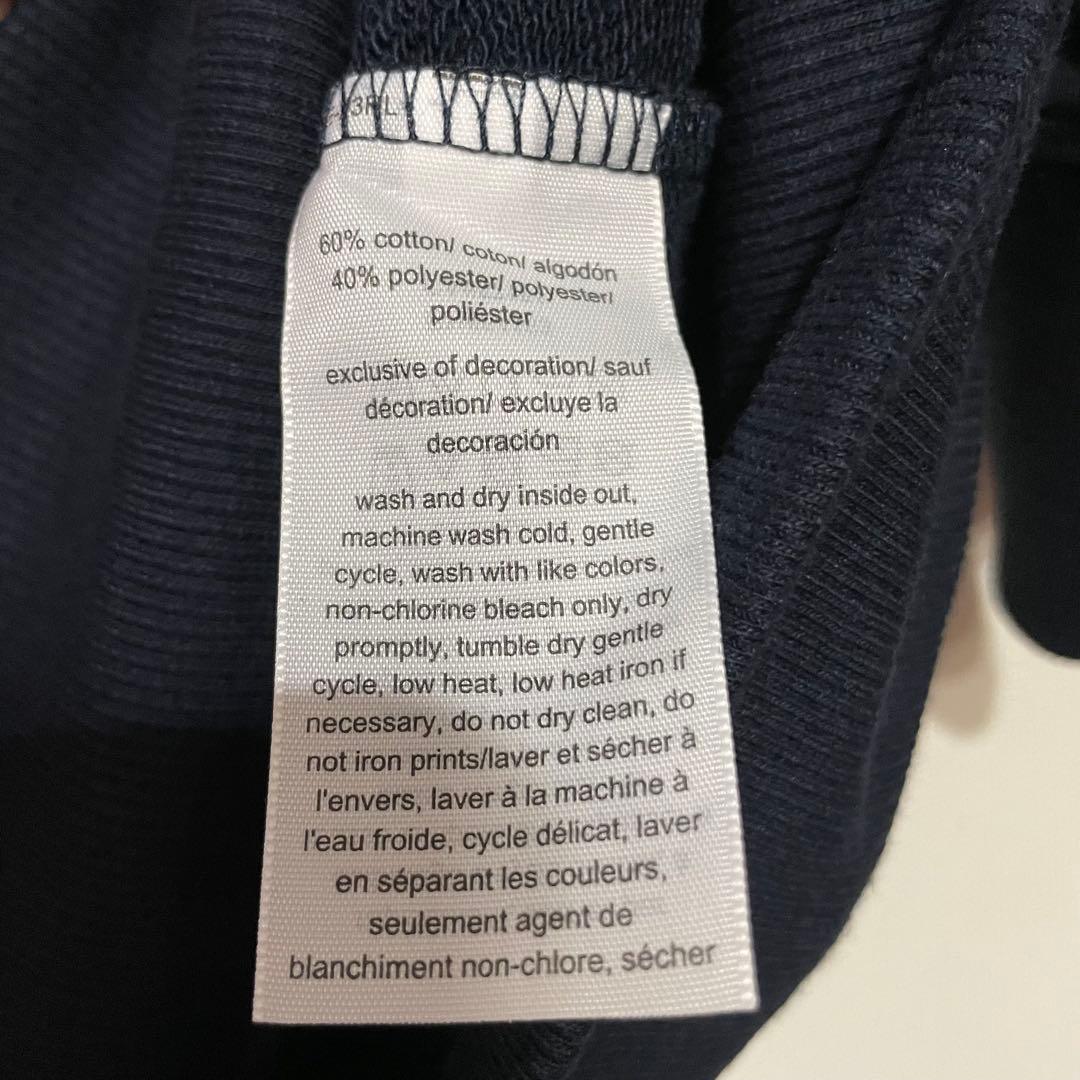 60% cotton/ coton/ algodón
40% polyester/ polyester/
poliéster
exclusive of decoration/ sauf
décoration/ excluye la
decoración
wash and dry inside out,
machine wash cold, gentle
cycle, wash with like colors,
non-chlorine bleach only, dry
promptly, tumble dry gentle
cycle, low heat, low heat iron if
necessary, do not dry clean, do
not iron prints/laver et sécher à
l'envers, laver à la machine à
l'eau froide, cycle délicat, laver
en séparant les couleurs,
seulement agent de
blanchiment non-chlore, sécher